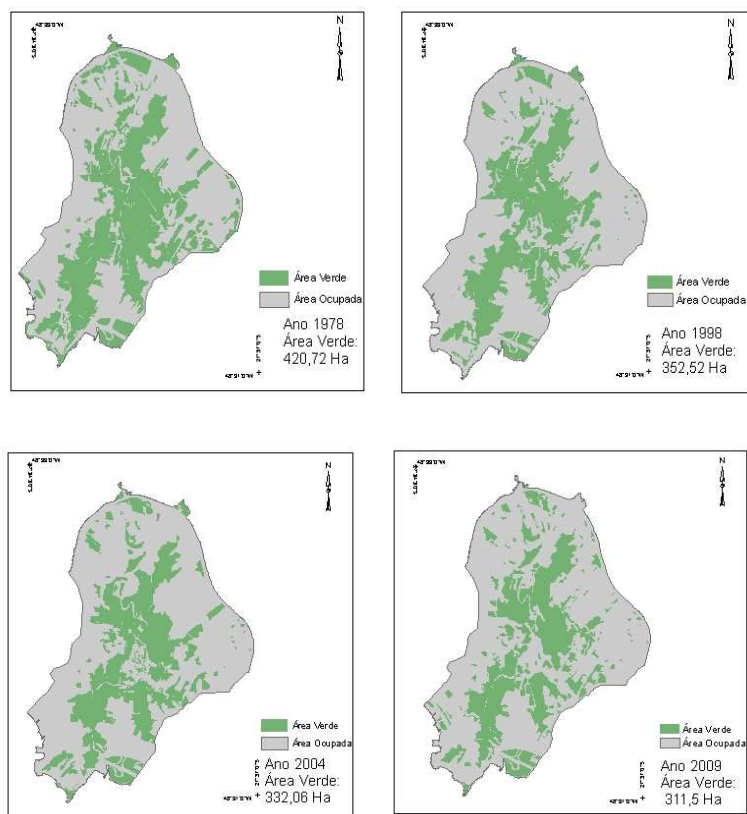 N
Área Verde
Área Ocupada
Ano 1978
Área Verde:
420,72 Ha
N
Área Verde
Área Ocupada
Ano 1998
Área Verde:
352,52 Ha
N
Área Verde
Área Ocupada
Ano 2004
Área Verde:
332,06 Ha
N
Área Verde
Área Ocupada
Ano 2009
Área Verde:
311,5 Ha